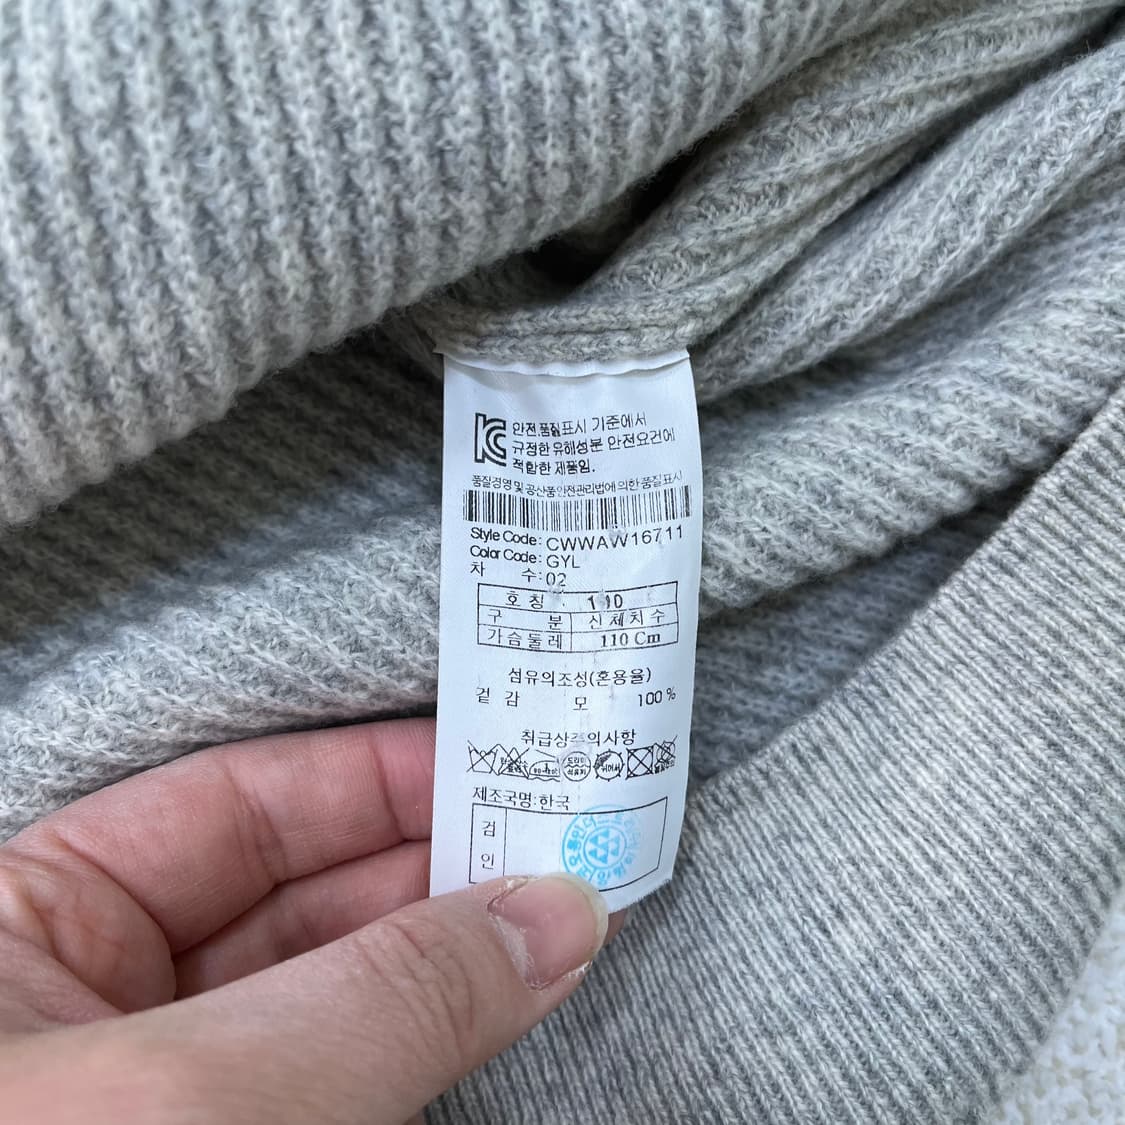 KC 안전.품질표시 기준에서
규정한 유해성분 안전요건에
적합한 제품임.
품질경영 및 공산품안전관리법에 의한 품질표시
Style Code: CWWAW16711
Color Code: GYL
차 수: 02
호 칭
구 분 신체치수
가슴둘레 110 Cm
섬유의조성(혼용율)
겉감 모 100 %
취급상주의사항
제조국명:한국
검
인